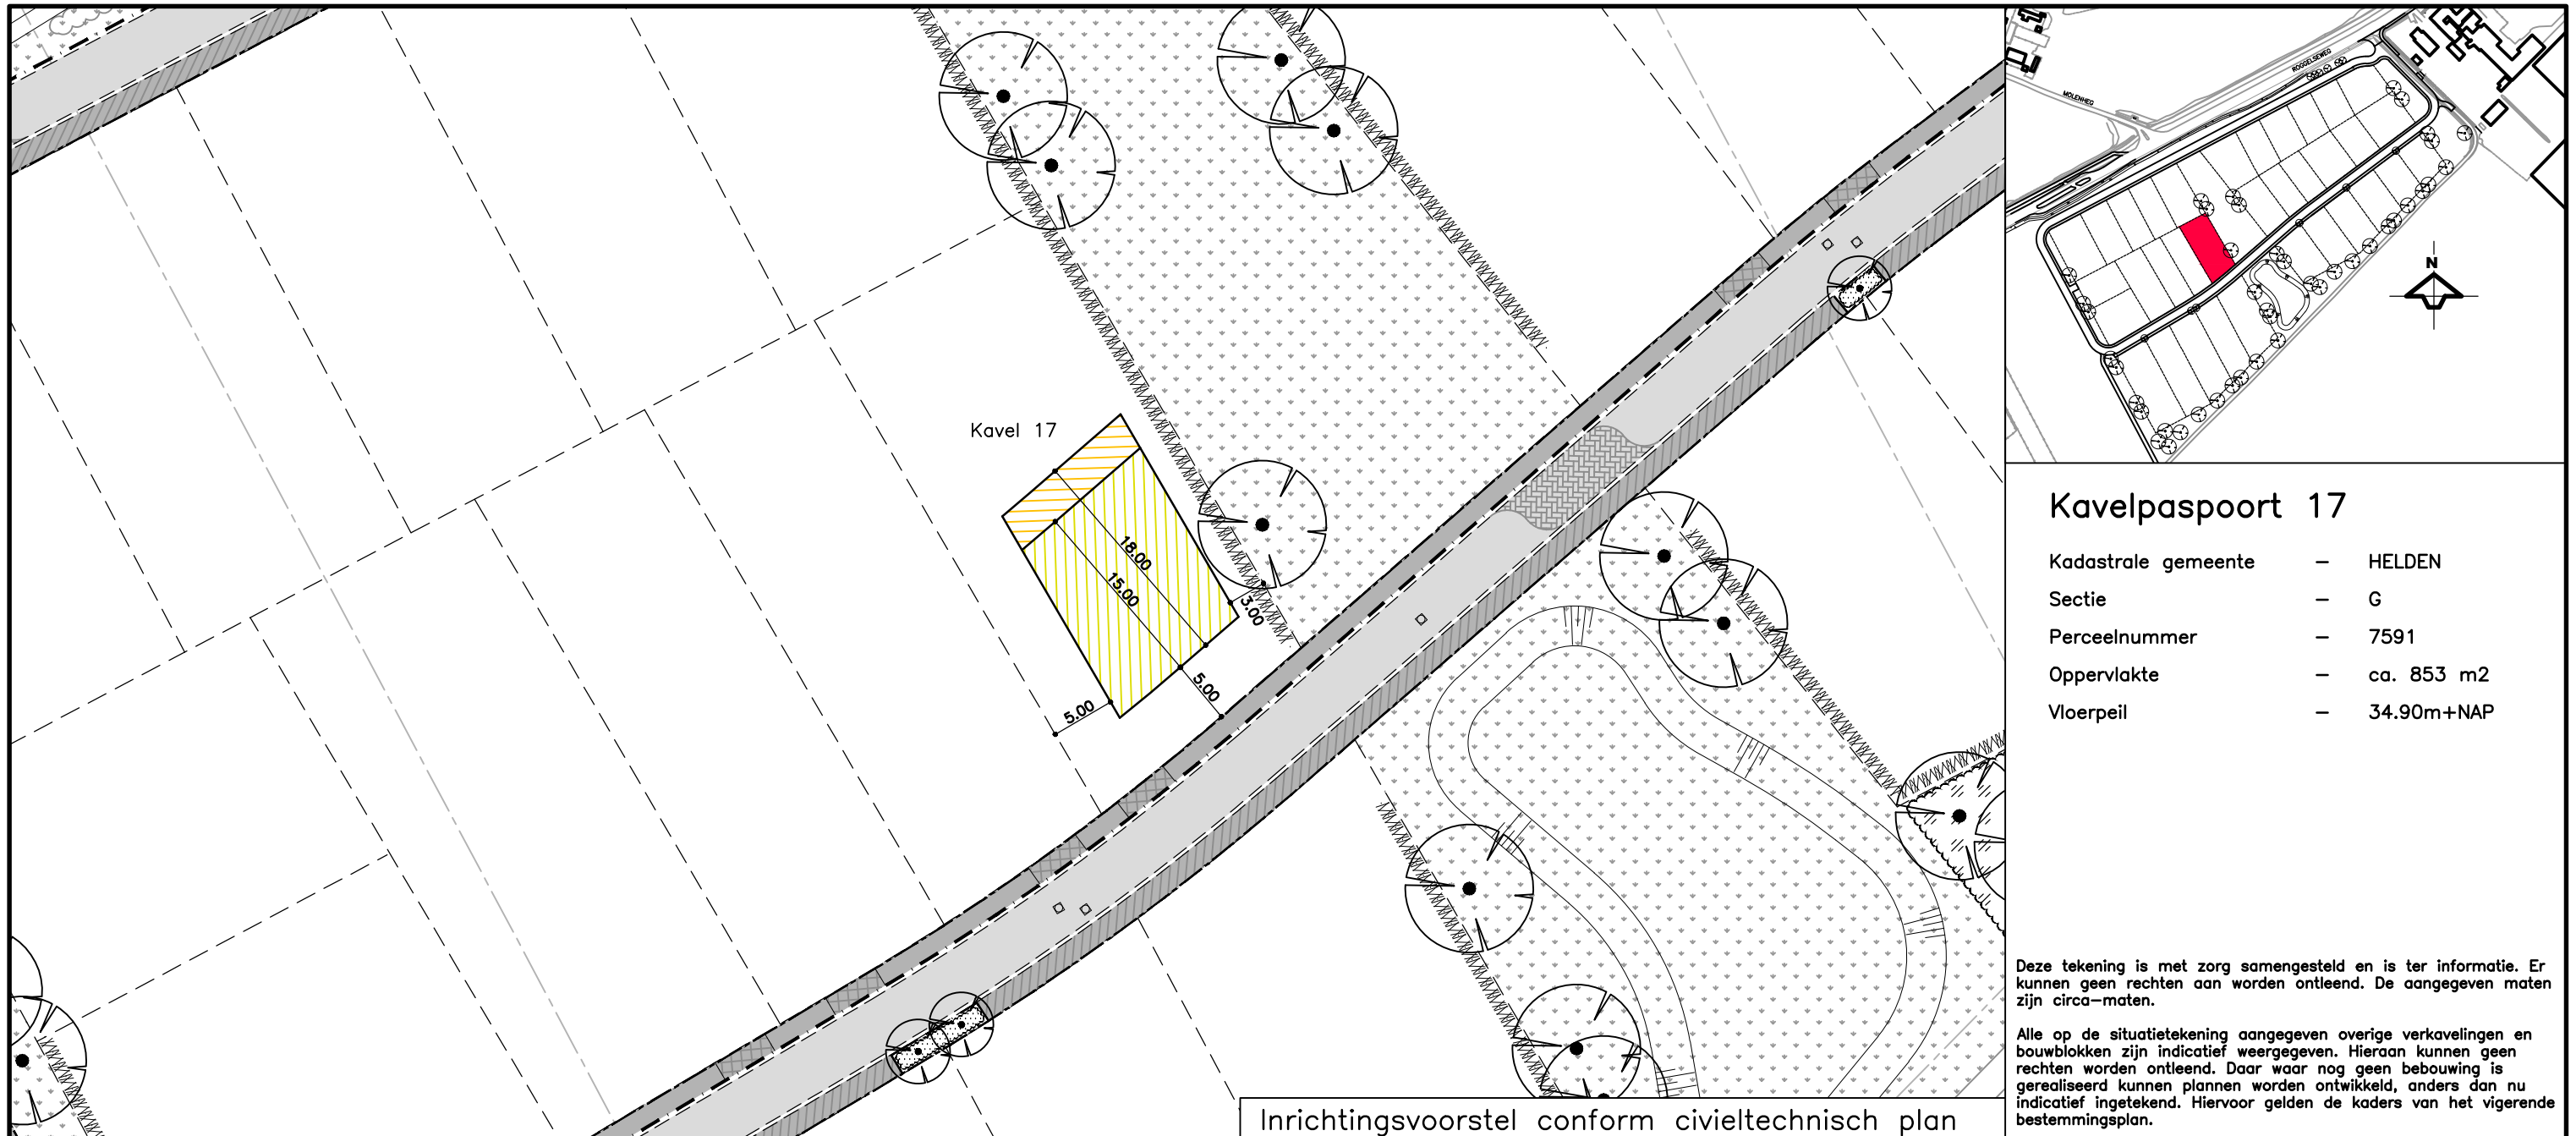 Kavel 17
18.00
15.00
3.00
5.00
5.00
Inrichtingsvoorstel conform civieltechnisch plan
ROGGELSEWEG
MOLENHEG
N
Kavelpaspoort 17
Kadastrale gemeente – HELDEN
Sectie – G
Perceelnummer – 7591
Oppervlakte – ca. 853 m2
Vloerpeil – 34.90m+NAP
Deze tekening is met zorg samengesteld en is ter informatie. Er
kunnen geen rechten aan worden ontleend. De aangegeven maten
zijn circa-maten.
Alle op de situatietekening aangegeven overige verkavelingen en
bouwblokken zijn indicatief weergegeven. Hieraan kunnen geen
rechten worden ontleend. Daar waar nog geen bebouwing is
gerealiseerd kunnen plannen worden ontwikkeld, anders dan nu
indicatief ingetekend. Hiervoor gelden de kaders van het vigerende
bestemmingsplan.